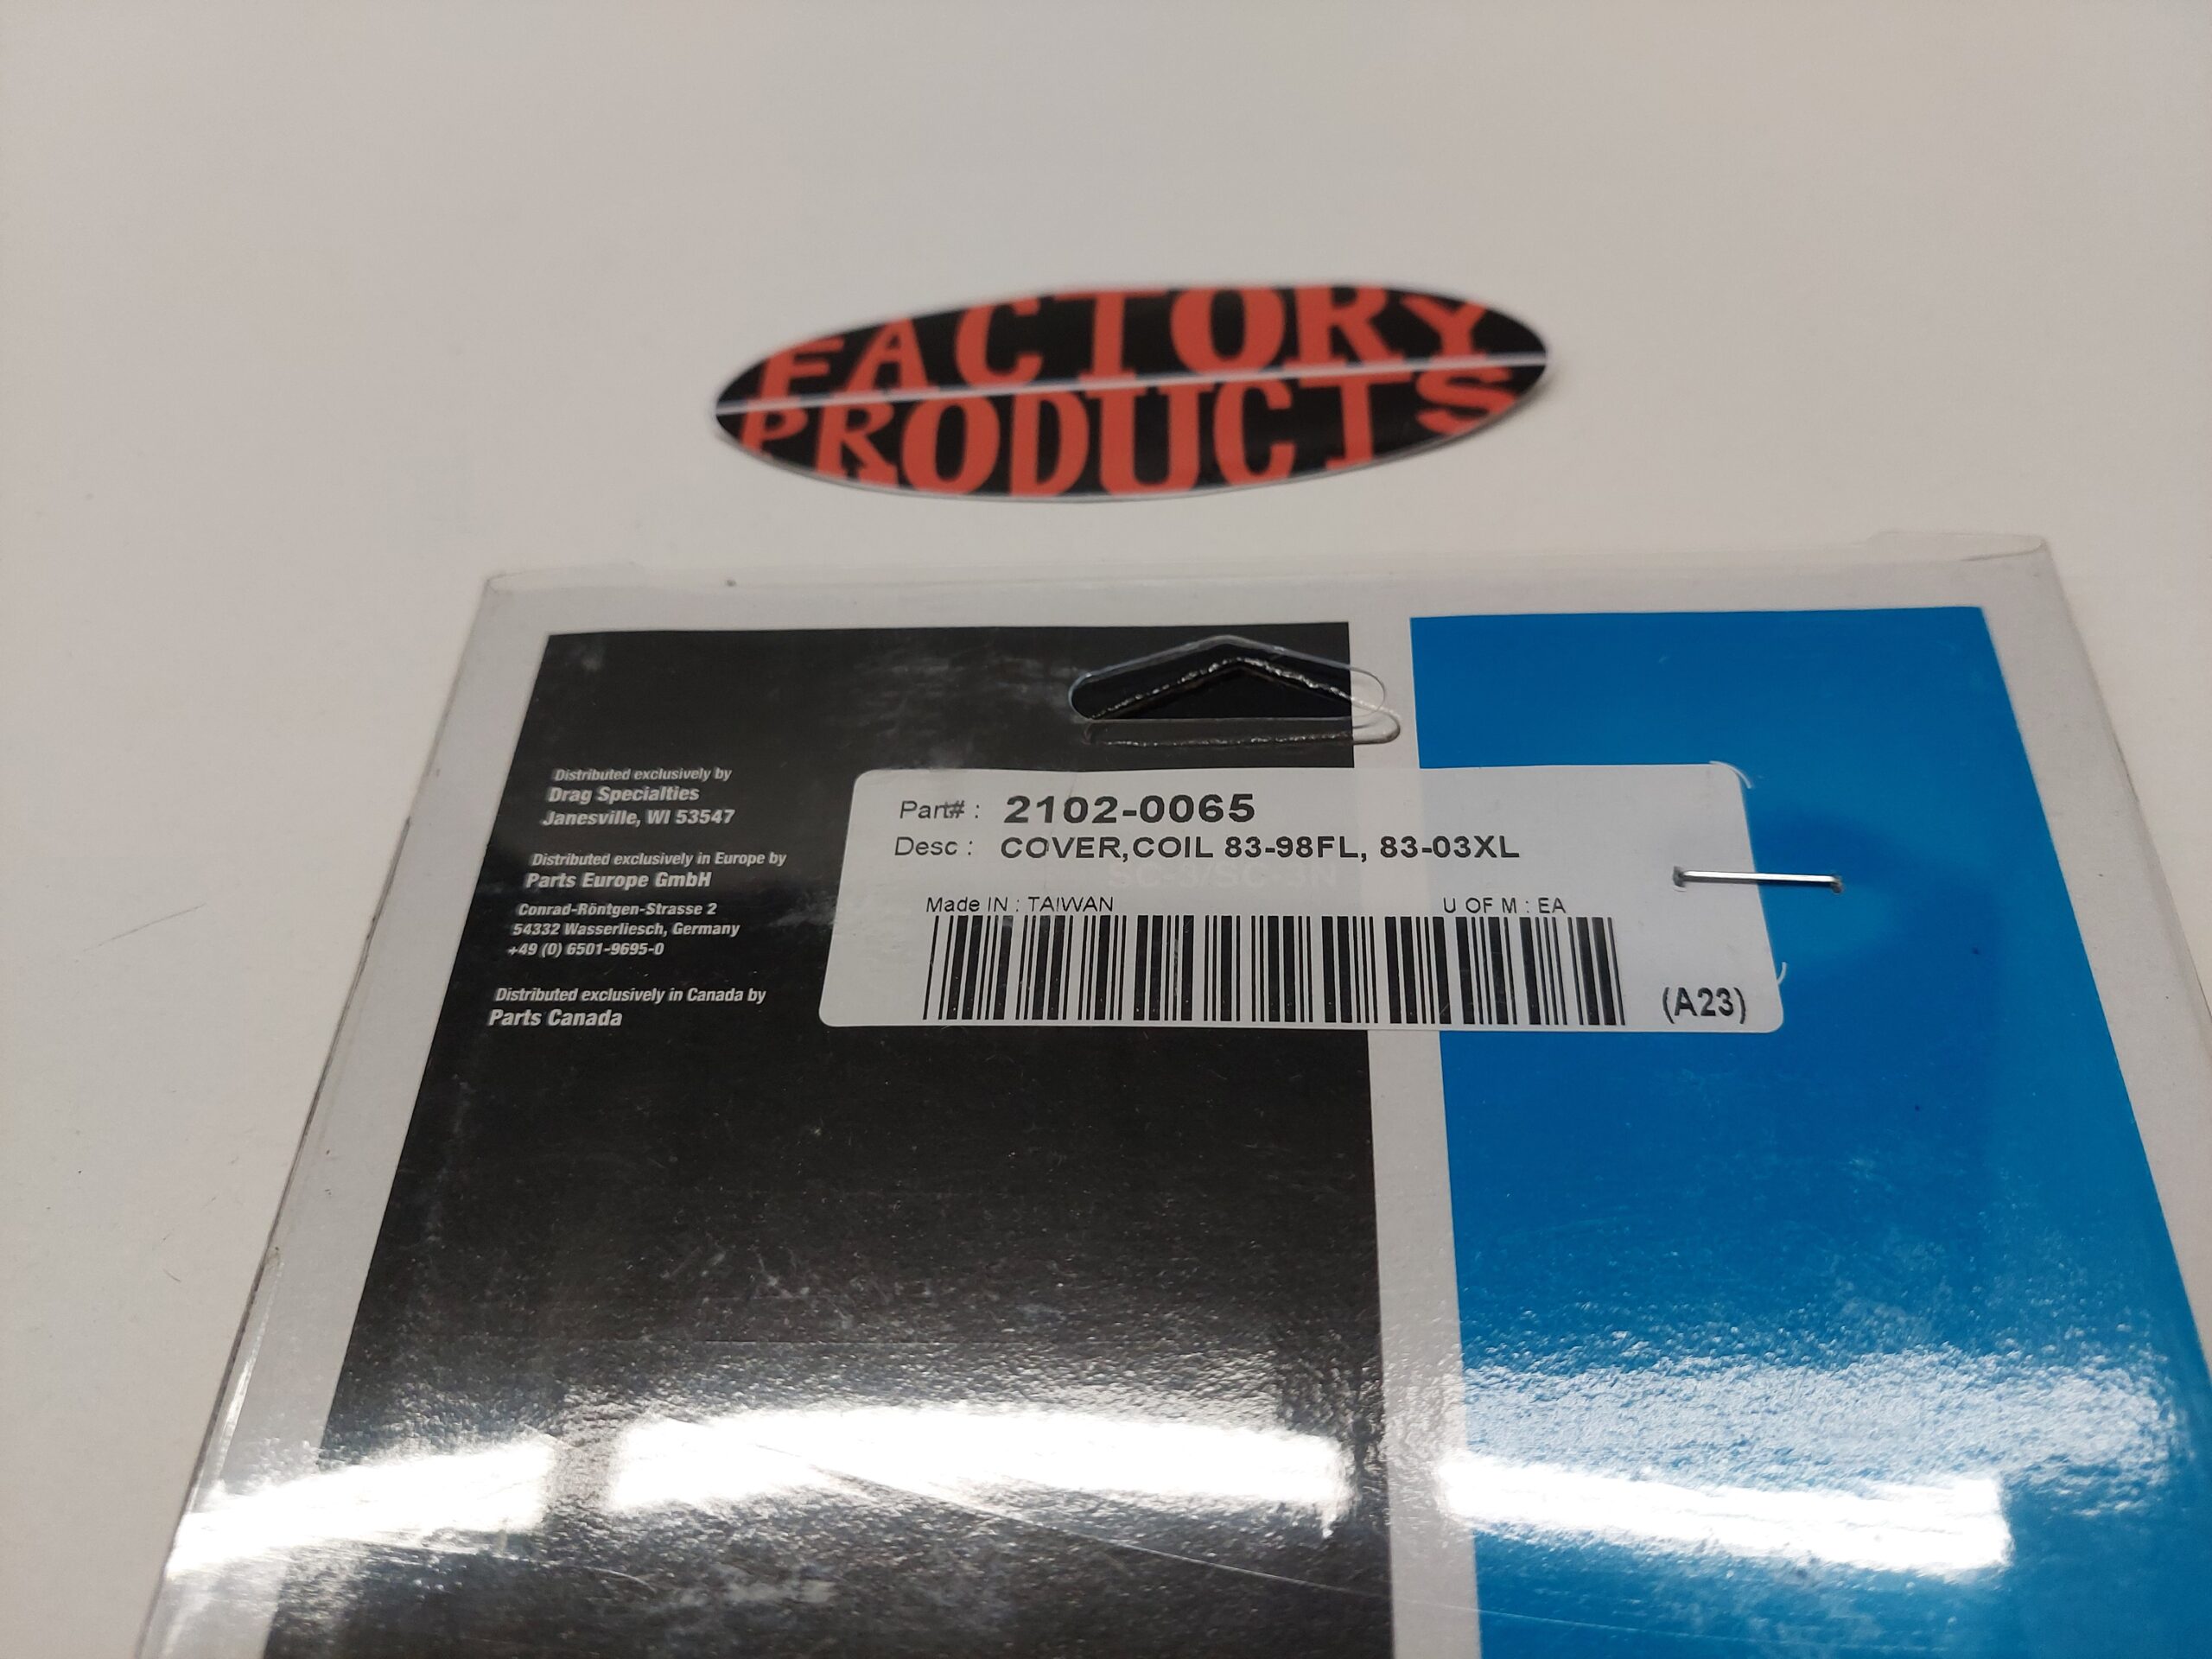 FACTORY
PRODUCTS
Distributed exclusively by
Drag Specialties
Janesville, WI 53547
Distributed exclusively in Europe by
Parts Europe GmbH
Conrad-Röntgen-Strasse 2
54332 Wasserliesch, Germany
+49 (0) 6501-9695-0
Distributed exclusively in Canada by
Parts Canada
Part# : 2102-0065
Desc : COVER,COIL 83-98FL, 83-03XL
Made IN : TAIWAN
U OF M : EA
(A23)